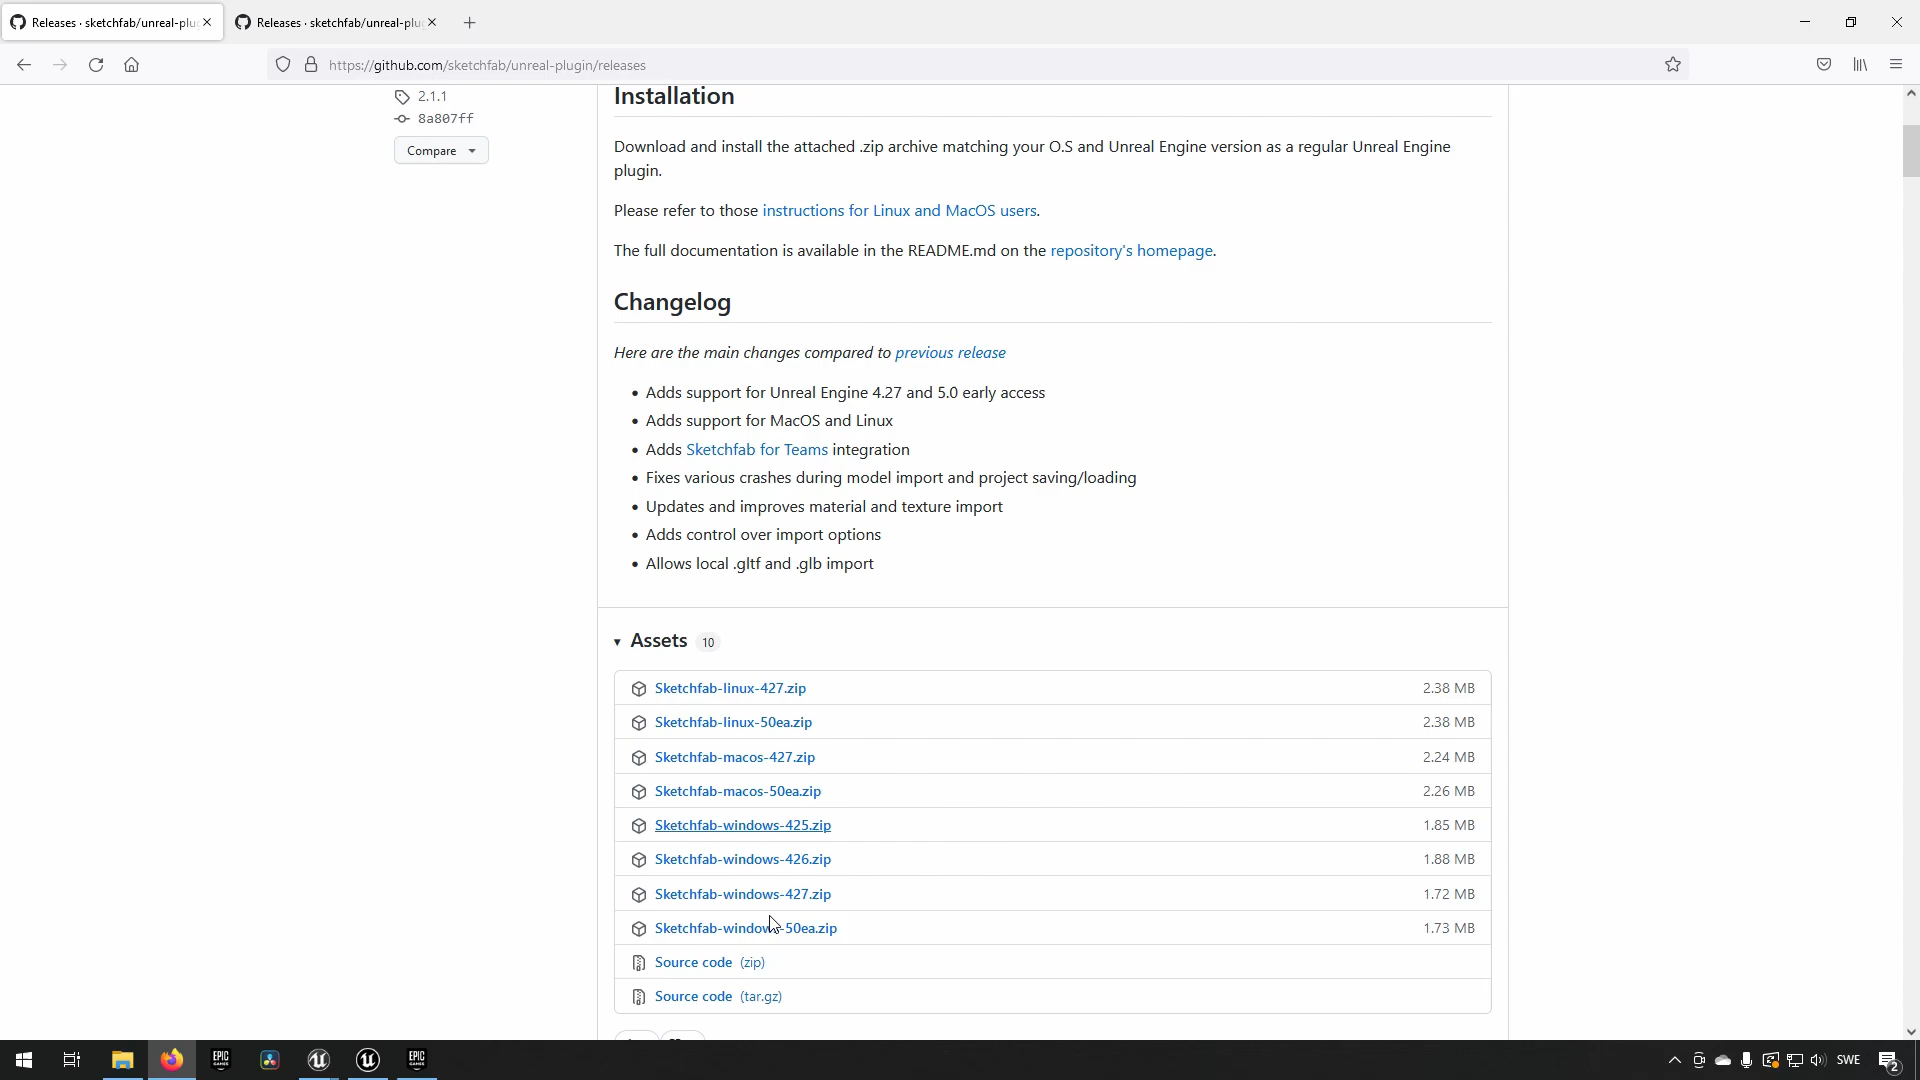 Releases · sketchfab/unreal-plu
Releases · sketchfab/unreal-plu
https://github.com/sketchfab/unreal-plugin/releases
2.1.1
8a807ff
Compare
Installation
Download and install the attached .zip archive matching your O.S and Unreal Engine version as a regular Unreal Engine
plugin.
Please refer to those instructions for Linux and MacOS users.
The full documentation is available in the README.md on the repository's homepage.
Changelog
Here are the main changes compared to previous release
• Adds support for Unreal Engine 4.27 and 5.0 early access
• Adds support for MacOS and Linux
• Adds Sketchfab for Teams integration
• Fixes various crashes during model import and project saving/loading
• Updates and improves material and texture import
• Adds control over import options
• Allows local .gltf and .glb import
Assets 10
Sketchfab-linux-427.zip 2.38 MB
Sketchfab-linux-50ea.zip 2.38 MB
Sketchfab-macos-427.zip 2.24 MB
Sketchfab-macos-50ea.zip 2.26 MB
Sketchfab-windows-425.zip 1.85 MB
Sketchfab-windows-426.zip 1.88 MB
Sketchfab-windows-427.zip 1.72 MB
Sketchfab-windows-50ea.zip 1.73 MB
Source code (zip)
Source code (tar.gz)
EPIC GAMES
EPIC GAMES
SWE
2